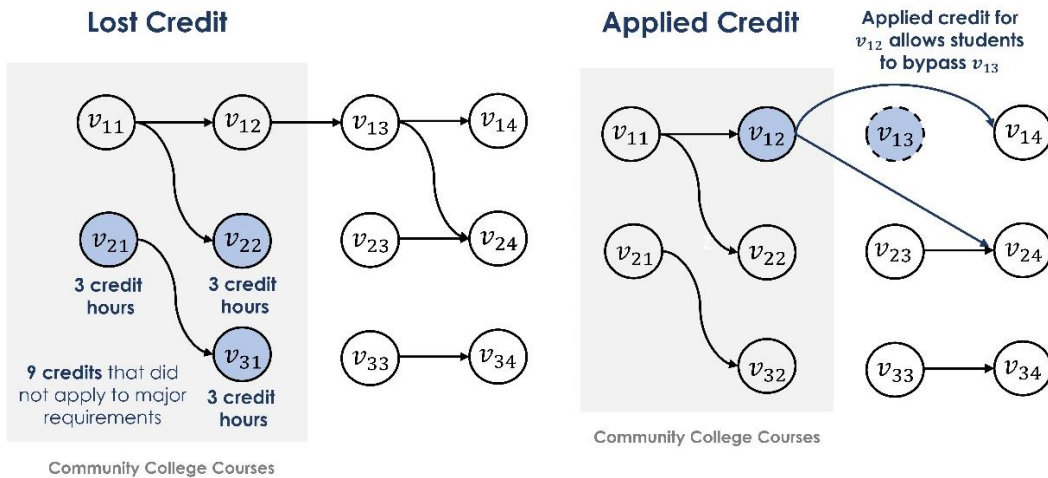 Lost Credit
v₁₁
v₁₂
v₁₃
v₁₄
v₂₁
v₂₂
v₂₃
v₂₄
3 credit
hours
3 credit
hours
v₃₁
v₃₃
v₃₄
9 credits that did
not apply to major
requirements
3 credit
hours
Community College Courses
Applied Credit
Applied credit for
v₁₂ allows students
to bypass v₁₃
v₁₁
v₁₂
v₁₃
v₁₄
v₂₁
v₂₂
v₂₃
v₂₄
v₃₂
v₃₃
v₃₄
Community College Courses